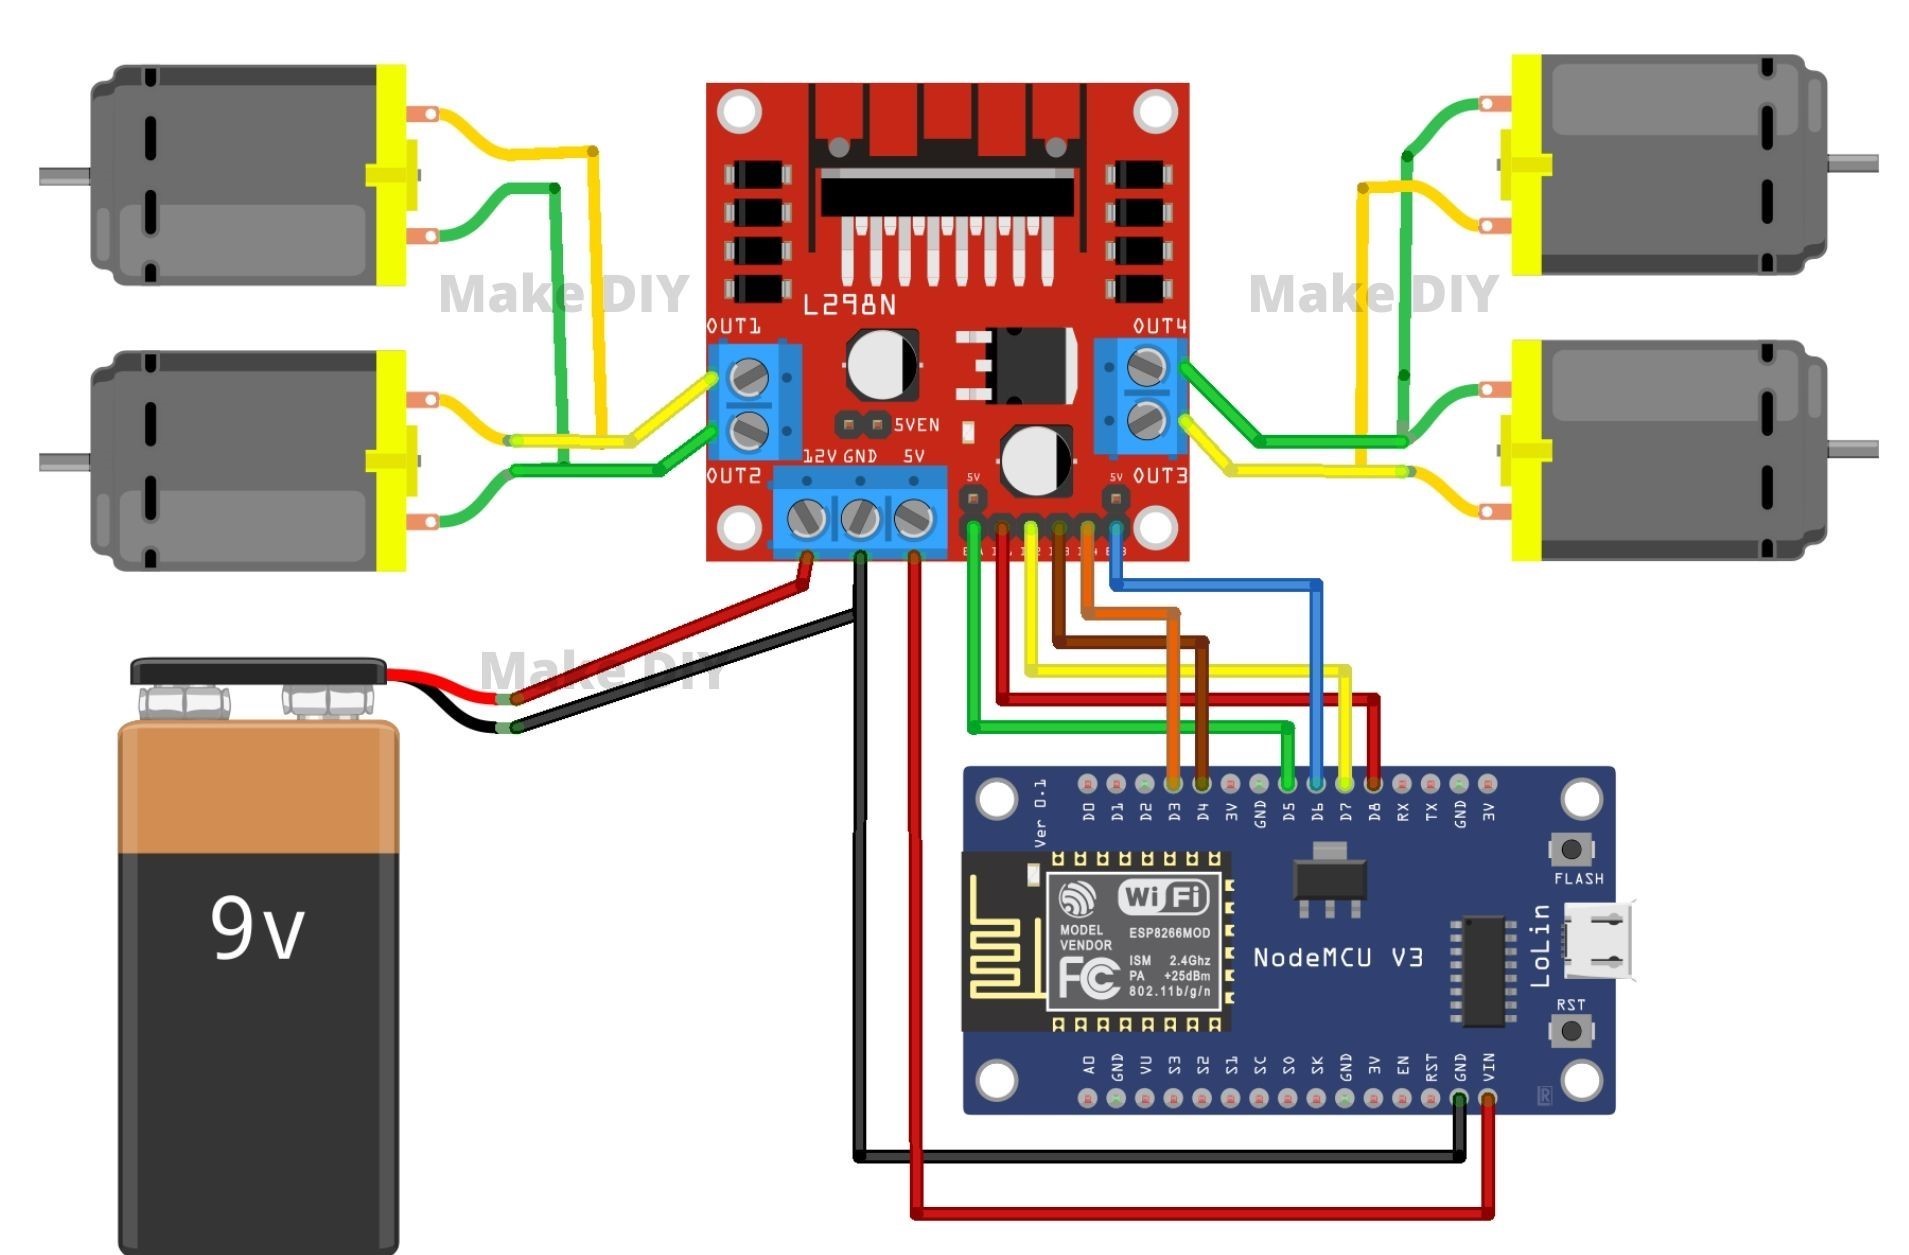 Make DIY
Make DIY
L298N
OUT1
OUT4
5VEN
12V GND 5V
OUT2
OUT3
5V
5V
Make DIY
9v
Ver 0.1
D0 D1 D2 D3 D4 3V GND D5 D6 D7 D8 RX TX GND 3V
FLASH
WiFi
MODEL
VENDOR
ESP8266MOD
FC
ISM 2.4Ghz
PA +25dBm
802.11b/g/n
NodeMCU V3
LoLin
RST
A0 GND VU S3 S2 S1 SC S0 SK GND 3V EN RST GND VIN
R